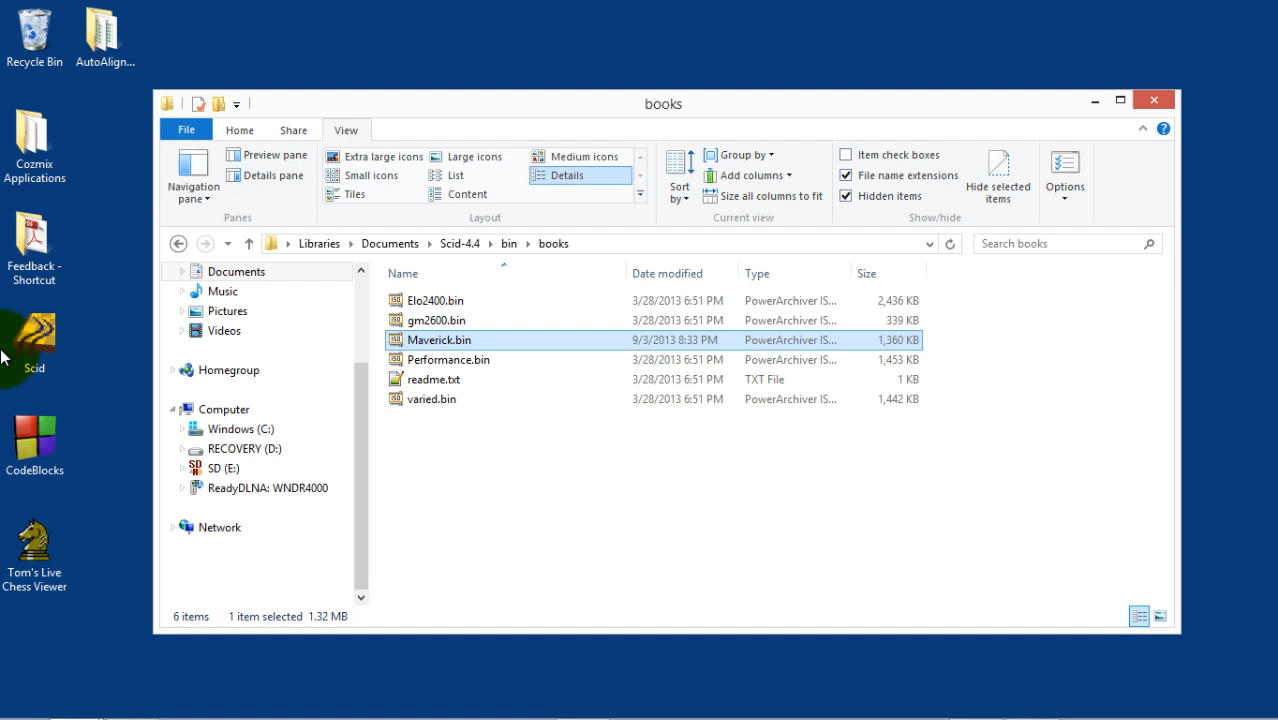 Recycle Bin
AutoAlign...
Cozmix
Applications
Feedback -
Shortcut
Scid
CodeBlocks
Tom's Live
Chess Viewer
books
File Home Share View
Navigation
pane
Preview pane
Details pane
Panes
Extra large icons Large icons Medium icons
Small icons List Details
Tiles Content
Layout
Sort
by
Group by
Add columns
Size all columns to fit
Current view
Item check boxes
File name extensions
Hidden items
Hide selected
items
Show/hide
Options
Libraries Documents Scid-4.4 bin books
Search books
Documents
Music
Pictures
Videos
Homegroup
Computer
Windows (C:)
RECOVERY (D:)
SD (E:)
ReadyDLNA: WNDR4000
Network
Name Date modified Type Size
Elo2400.bin 3/28/2013 6:51 PM PowerArchiver IS... 2,436 KB
gm2600.bin 3/28/2013 6:51 PM PowerArchiver IS... 339 KB
Maverick.bin 9/3/2013 8:33 PM PowerArchiver IS... 1,360 KB
Performance.bin 3/28/2013 6:51 PM PowerArchiver IS... 1,453 KB
readme.txt 3/28/2013 6:51 PM TXT File 1 KB
varied.bin 3/28/2013 6:51 PM PowerArchiver IS... 1,442 KB
6 items 1 item selected 1.32 MB